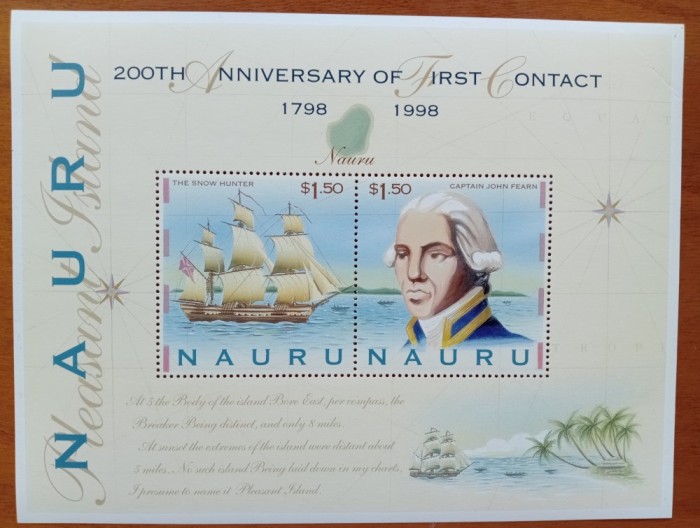 NAURU
Pleasant Island
200TH ANNIVERSARY OF FIRST CONTACT
1798 1998
Nauru
THE SNOW HUNTER
$1.50
NAURU
$1.50
CAPTAIN JOHN FEARN
NAURU
EQUAT
At 5 the Body of the island Bore East, per compass, the
Breaker Being distinct, and only 8 miles.
At sunset the extremes of the island were distant about
5 miles. No such island Being laid down in my charts,
I presume to name it Pleasant Island.